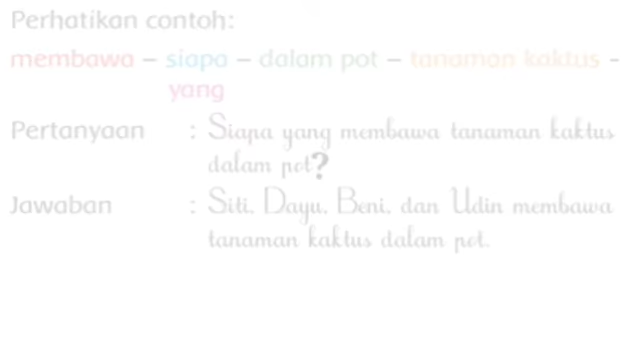 Perhatikan contoh:
membawa – siapa – dalam pot – tanaman kaktus -
yang
Pertanyaan : Siapa yang membawa tanaman kaktus
dalam pot?
Jawaban : Siti, Dayu, Beni, dan Udin membawa
tanaman kaktus dalam pot.